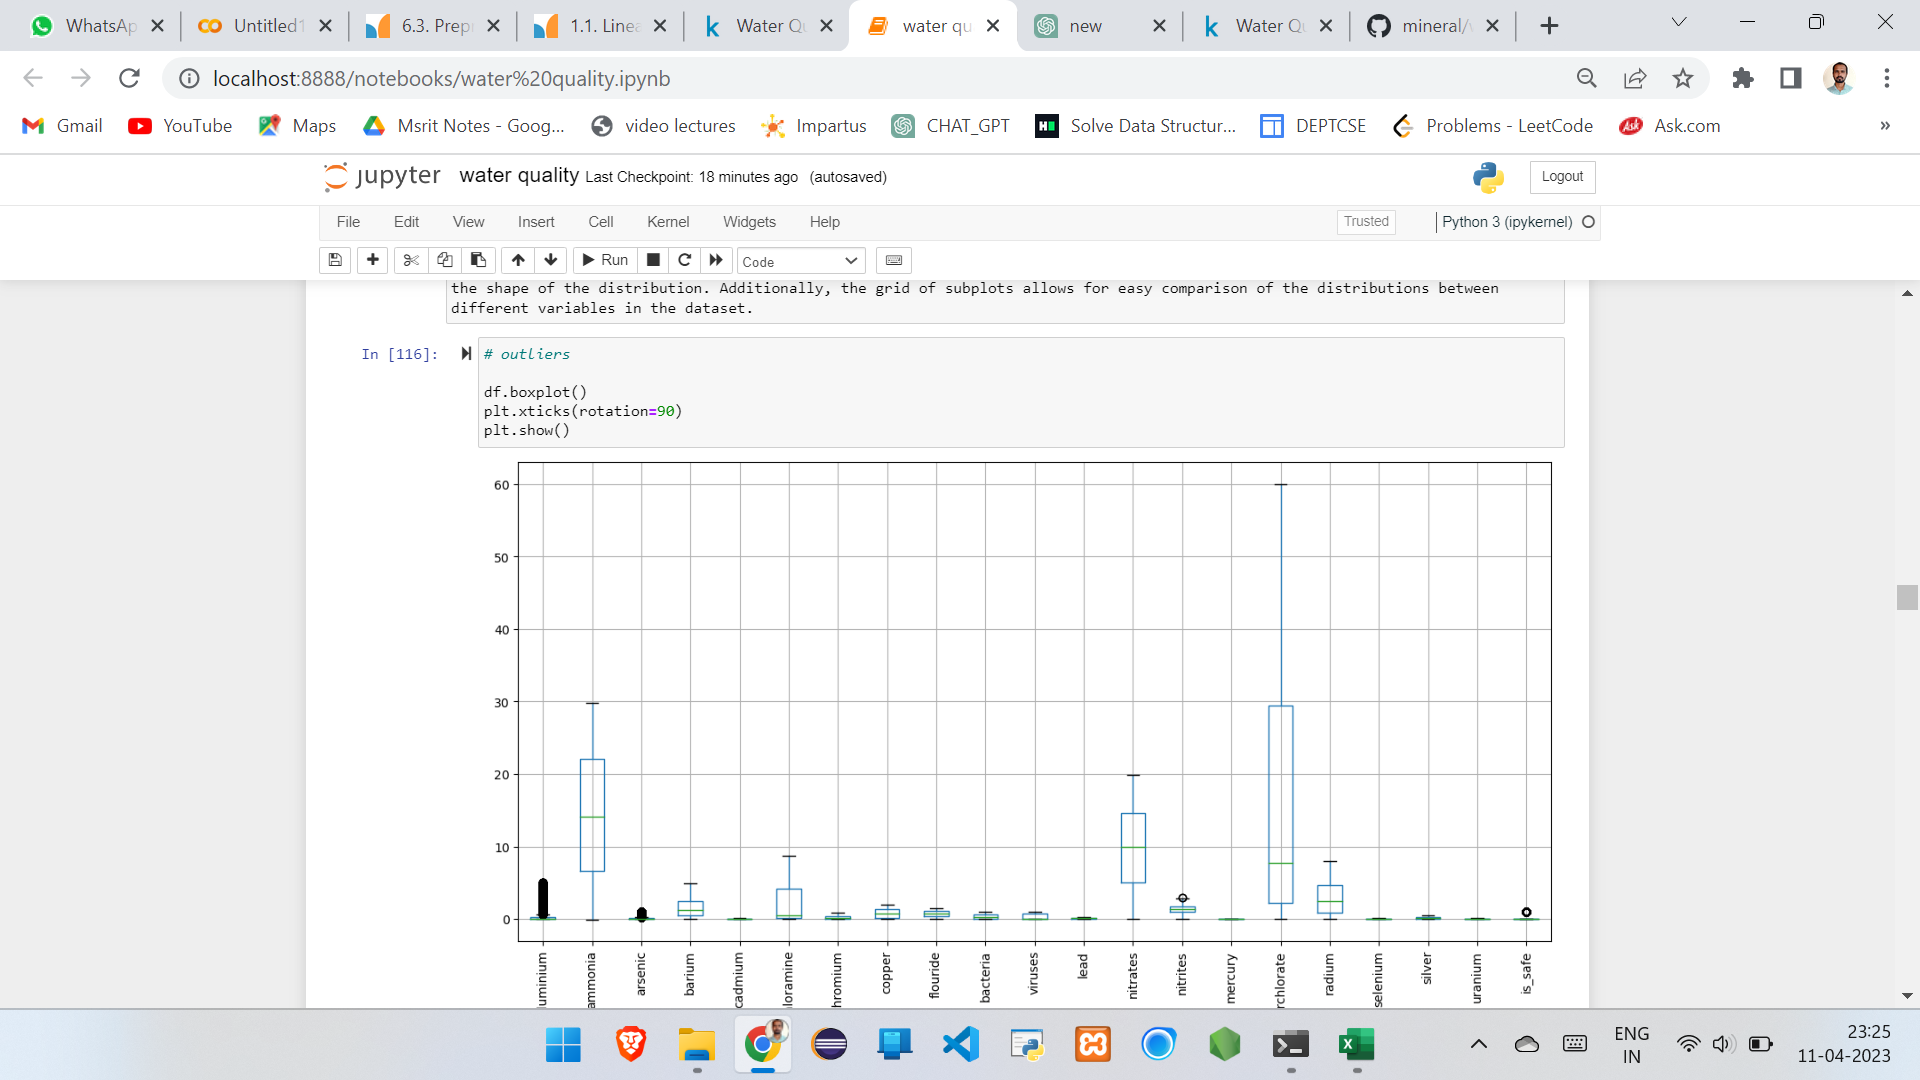 WhatsAp
Untitled1
6.3. Prepr
1.1. Linea
Water Qu
water qu
new
Water Qu
mineral/w
localhost:8888/notebooks/water%20quality.ipynb
Gmail
YouTube
Maps
Msrit Notes - Goog...
video lectures
Impartus
CHAT_GPT
Solve Data Structur...
DEPTCSE
Problems - LeetCode
Ask
Ask.com
»
jupyter
water quality Last Checkpoint: 18 minutes ago (autosaved)
Logout
File
Edit
View
Insert
Cell
Kernel
Widgets
Help
Trusted
Python 3 (ipykernel)
Run
Code
the shape of the distribution. Additionally, the grid of subplots allows for easy comparison of the distributions between
different variables in the dataset.
In [116]:
# outliers
df.boxplot()
plt.xticks(rotation=90)
plt.show()
60
50
40
30
20
10
0
uminium
ammonia
arsenic
barium
cadmium
loramine
hromium
copper
flouride
bacteria
viruses
lead
nitrates
nitrites
mercury
rchlorate
radium
selenium
silver
uranium
is_safe
ENG
IN
23:25
11-04-2023